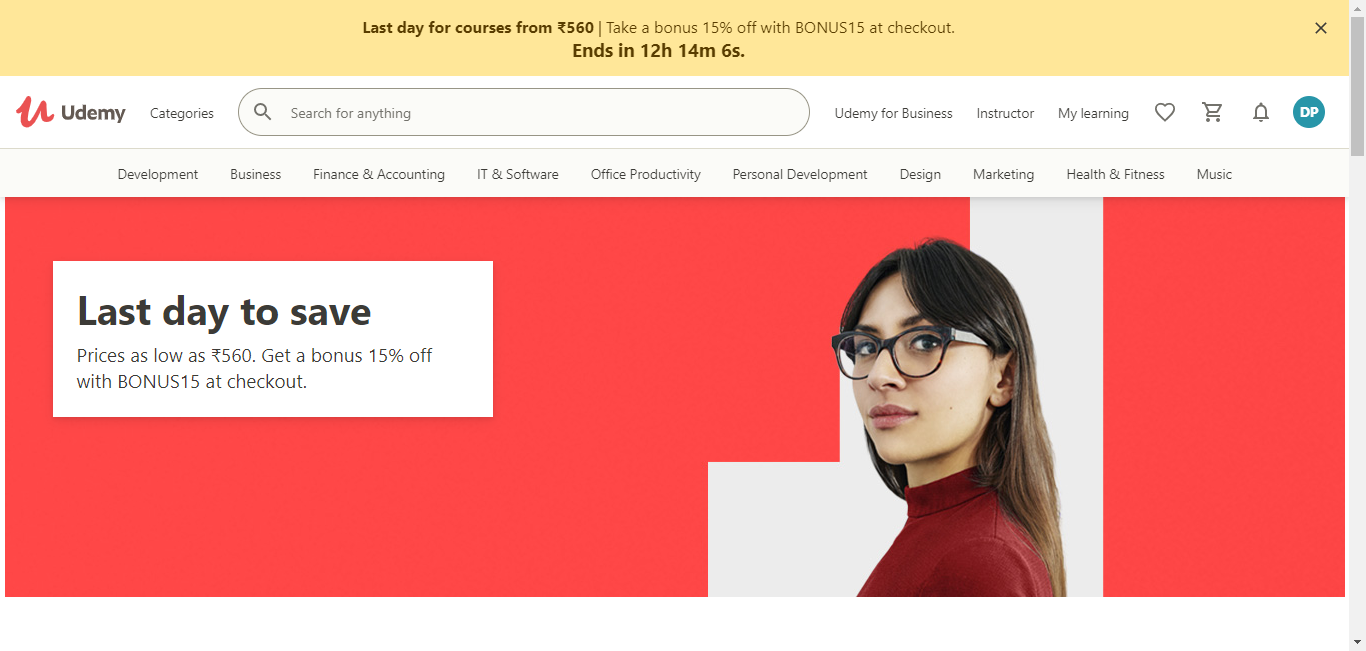 Last day for courses from ₹560 | Take a bonus 15% off with BONUS15 at checkout.
Ends in 12h 14m 6s.
Udemy
Categories
Search for anything
Udemy for Business
Instructor
My learning
DP
Development
Business
Finance & Accounting
IT & Software
Office Productivity
Personal Development
Design
Marketing
Health & Fitness
Music
Last day to save
Prices as low as ₹560. Get a bonus 15% off
with BONUS15 at checkout.